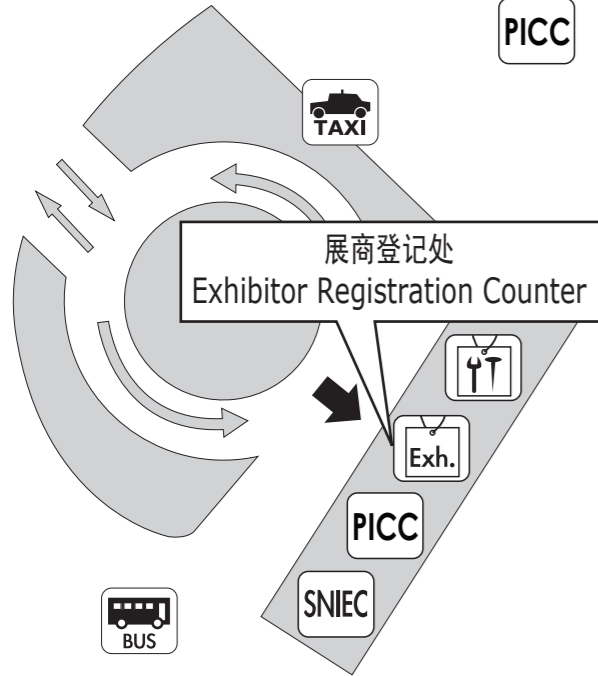 PICC
TAXI
展商登记处
Exhibitor Registration Counter
Exh.
PICC
SNIEC
BUS